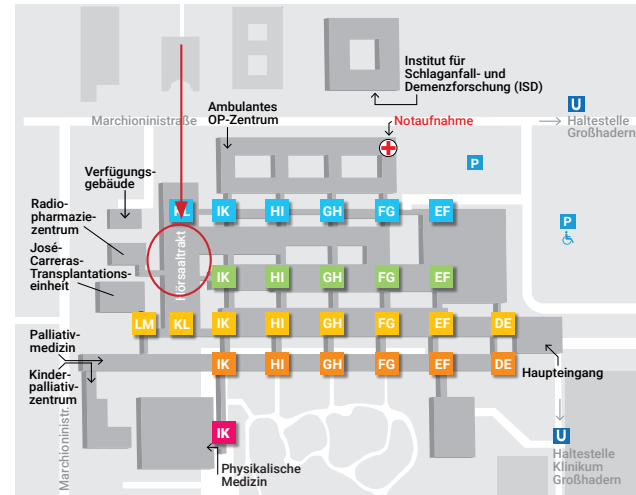 Institut für
Schlaganfall- und
Demenzforschung (ISD)
U
Haltestelle
Großhadern
Marchioninistraße
Ambulantes
OP-Zentrum
Notaufnahme
P
Verfügungs-
gebäude
Radio-
pharmazie-
zentrum
José-
Carreras-
Transplantations-
einheit
KL IK HI GH FG EF
P
Hörsaaltrakt
IK HI GH FG EF
LM KL IK HI GH FG EF DE
Palliativ-
medizin
Kinder-
palliativ-
zentrum
IK HI GH FG EF DE
Haupteingang
Marchioninistr.
IK
Physikalische
Medizin
U
Haltestelle
Klinikum
Großhadern